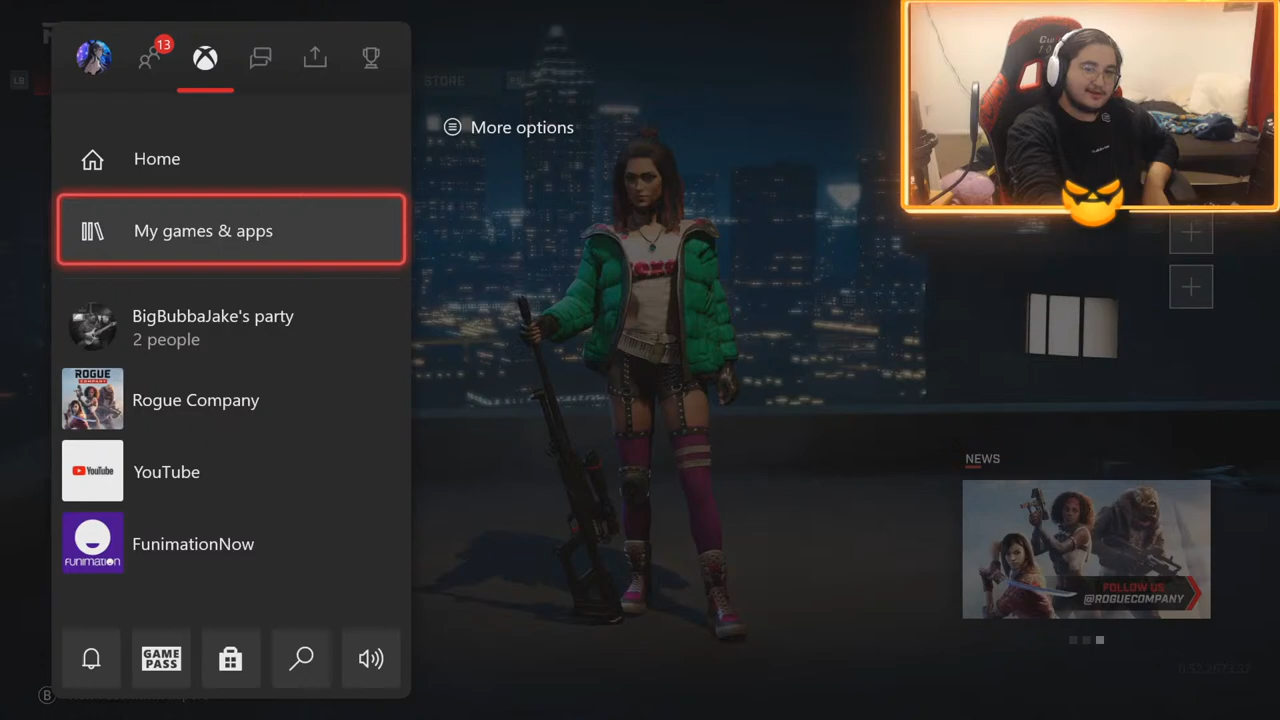 13
LB
STORE
More options
Home
My games & apps
BigBubbaJake's party
2 people
ROGUE
COMPANY
Rogue Company
YouTube
YouTube
FUNIMATION
FunimationNow
GAME
PASS
NEWS
FOLLOW US
@ROGUECOMPANY
B